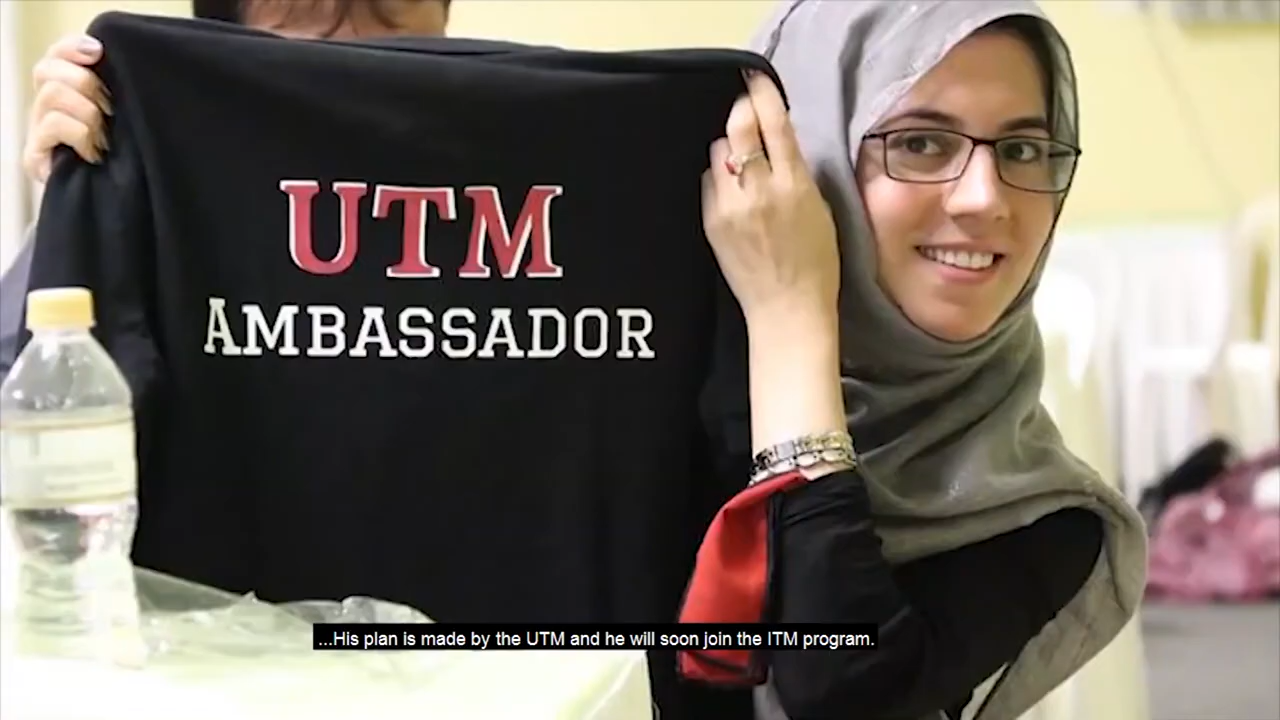 UTM
AMBASSADOR
...His plan is made by the UTM and he will soon join the ITM program.